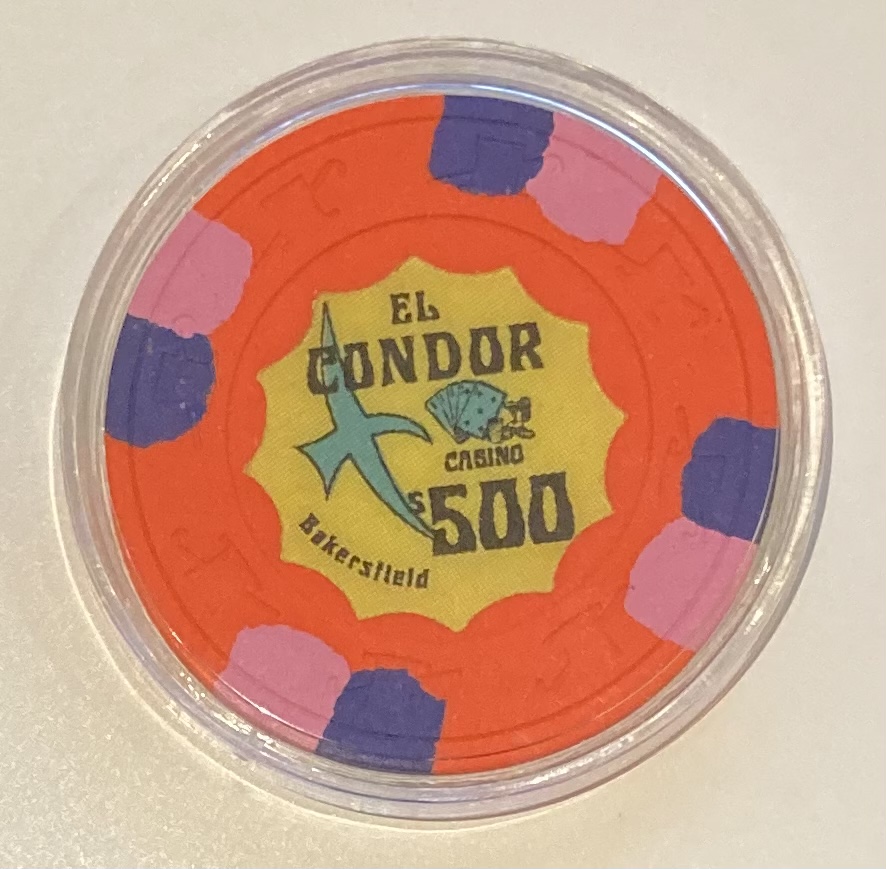 EL
CONDOR
CASINO
$500
Bakersfield